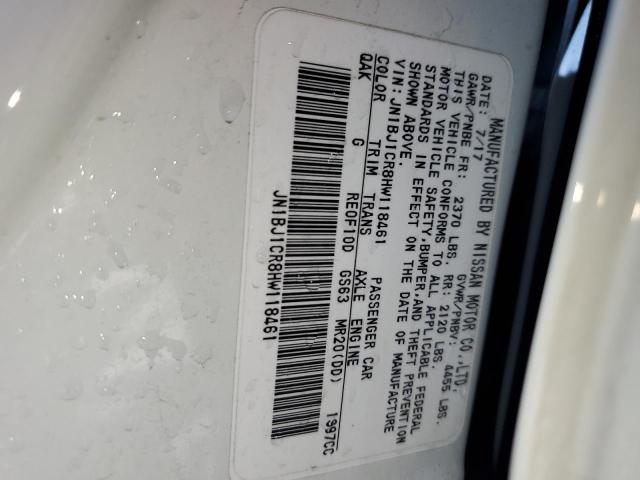 MANUFACTURED BY NISSAN MOTOR CO.,LTD.
DATE: 7/17 GVWR/PNBV: 4455 LBS.
GAWR/PNBE FR: 2370 LBS. RR: 2120 LBS.
THIS VEHICLE CONFORMS TO ALL APPLICABLE FEDERAL
MOTOR VEHICLE SAFETY,BUMPER,AND THEFT PREVENTION
STANDARDS IN EFFECT ON THE DATE OF MANUFACTURE
SHOWN ABOVE.
VIN: JN1BJ1CR8HW118461 PASSENGER CAR
COLOR TRIM TRANS AXLE ENGINE
QAK G RE0F10D GS63 MR20(DD) 1997CC
JN1BJ1CR8HW118461